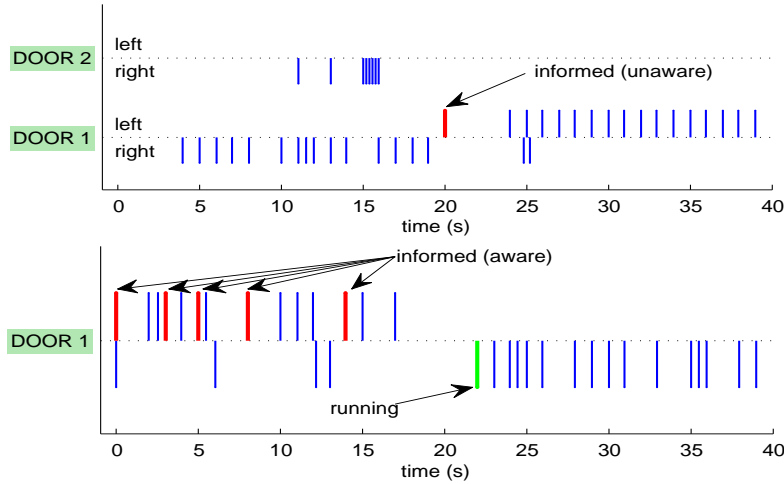 left
DOOR 2
right
informed (unaware)
left
DOOR 1
right
0 5 10 15 20 25 30 35 40
time (s)
informed (aware)
DOOR 1
running
0 5 10 15 20 25 30 35 40
time (s)